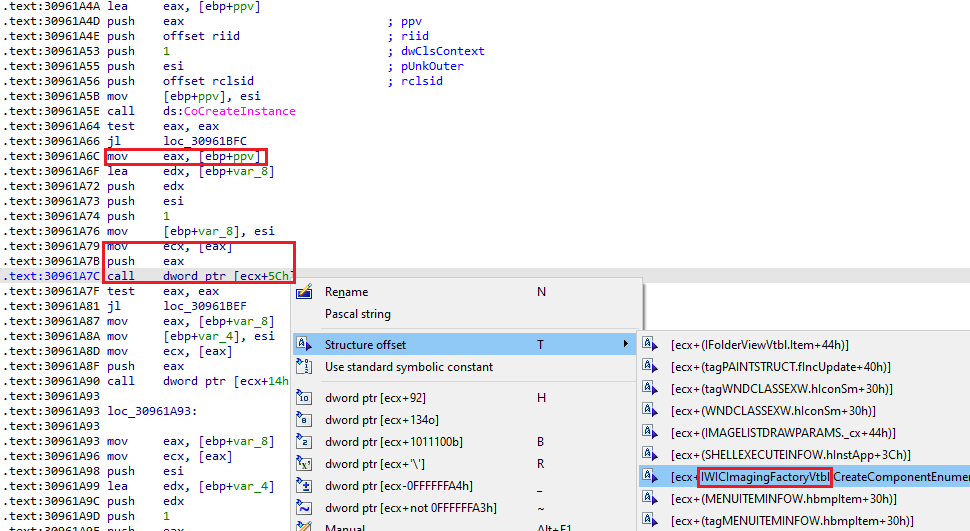 .text:30961A4A lea eax, [ebp+ppv]
.text:30961A4D push eax ; ppv
.text:30961A4E push offset riid ; riid
.text:30961A53 push 1 ; dwClsContext
.text:30961A55 push esi ; pUnkOuter
.text:30961A56 push offset rclsid ; rclsid
.text:30961A5B mov [ebp+ppv], esi
.text:30961A5E call ds:CoCreateInstance
.text:30961A64 test eax, eax
.text:30961A66 jl loc_30961BFC
.text:30961A6C mov eax, [ebp+ppv]
.text:30961A6F lea edx, [ebp+var_8]
.text:30961A72 push edx
.text:30961A73 push esi
.text:30961A74 push 1
.text:30961A76 mov [ebp+var_8], esi
.text:30961A79 mov ecx, [eax]
.text:30961A7B push eax
.text:30961A7C call dword ptr [ecx+5Ch]
.text:30961A7F test eax, eax
.text:30961A81 jl loc_30961BEF
.text:30961A87 mov eax, [ebp+var_8]
.text:30961A8A mov [ebp+var_4], esi
.text:30961A8D mov ecx, [eax]
.text:30961A8F push eax
.text:30961A90 call dword ptr [ecx+14h
.text:30961A93
.text:30961A93 loc_30961A93:
.text:30961A93
.text:30961A93 mov eax, [ebp+var_8]
.text:30961A96 mov ecx, [eax]
.text:30961A98 push esi
.text:30961A99 lea edx, [ebp+var_4]
.text:30961A9C push edx
.text:30961A9D push 1
.text:30961A9F push eax
Rename N
Pascal string
Structure offset T
Use standard symbolic constant
dword ptr [ecx+92] H
dword ptr [ecx+134o]
dword ptr [ecx+1011100b] B
dword ptr [ecx+'\'] R
dword ptr [ecx-0FFFFFFA4h] _
dword ptr [ecx+not 0FFFFFFA3h] ~
Manual... Alt+F1
[ecx+(IFolderViewVtbl.Item+44h)]
[ecx+(tagPAINTSTRUCT.fIncUpdate+40h)]
[ecx+(tagWNDCLASSEXW.hIconSm+30h)]
[ecx+(WNDCLASSEXW.hIconSm+30h)]
[ecx+(IMAGELISTDRAWPARAMS._cx+44h)]
[ecx+(SHELLEXECUTEINFOW.hInstApp+3Ch)]
[ecx+IWICImagingFactoryVtbl.CreateComponentEnume
[ecx+(MENUITEMINFOW.hbmpItem+30h)]
[ecx+(tagMENUITEMINFOW.hbmpItem+30h)]